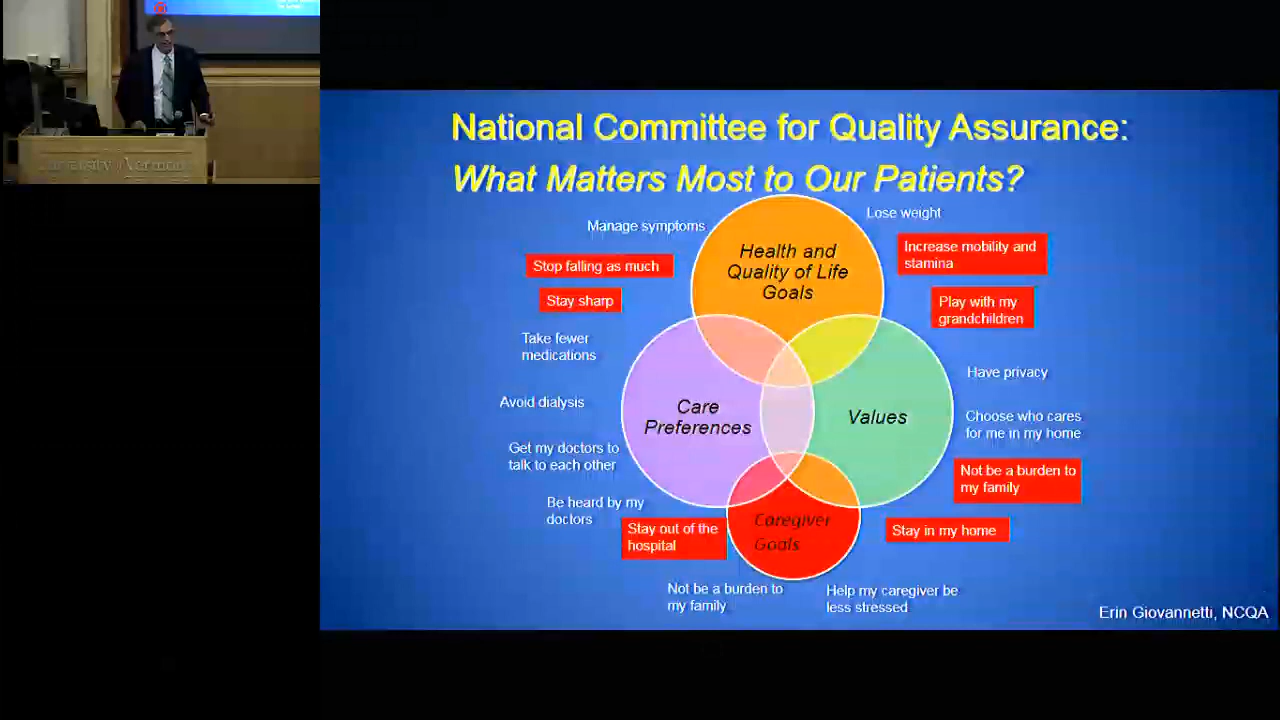 University of Vermont
National Committee for Quality Assurance:
What Matters Most to Our Patients?
Manage symptoms
Lose weight
Health and
Quality of Life
Goals
Increase mobility and
stamina
Stop falling as much
Stay sharp
Play with my
grandchildren
Take fewer
medications
Have privacy
Avoid dialysis
Care
Preferences
Values
Choose who cares
for me in my home
Get my doctors to
talk to each other
Not be a burden to
my family
Be heard by my
doctors
Stay out of the
hospital
Caregiver
Goals
Stay in my home
Not be a burden to
my family
Help my caregiver be
less stressed
Erin Giovannetti, NCQA